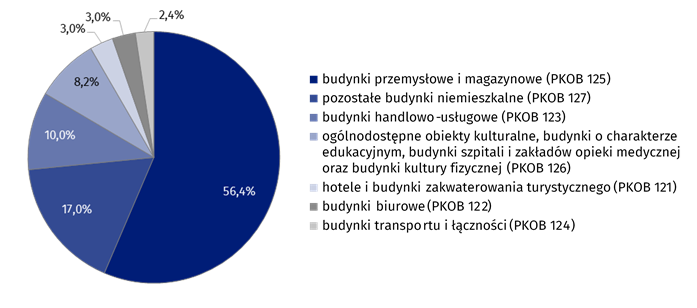 3,0%
2,4%
3,0%
8,2%
10,0%
17,0%
56,4%
budynki przemysłowe i magazynowe (PKOB 125)
pozostałe budynki niemieszkalne (PKOB 127)
budynki handlowo-usługowe (PKOB 123)
ogólnodostępne obiekty kulturalne, budynki o charakterze
edukacyjnym, budynki szpitali i zakładów opieki medycznej
oraz budynki kultury fizycznej (PKOB 126)
hotele i budynki zakwaterowania turystycznego (PKOB 121)
budynki biurowe (PKOB 122)
budynki transportu i łączności (PKOB 124)